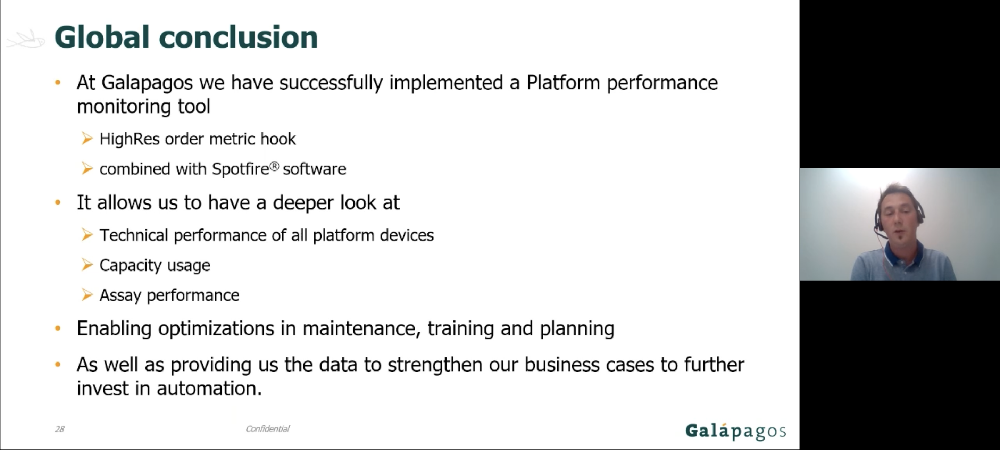 Global conclusion
• At Galapagos we have successfully implemented a Platform performance
monitoring tool
➢ HighRes order metric hook
➢ combined with Spotfire® software
• It allows us to have a deeper look at
➢ Technical performance of all platform devices
➢ Capacity usage
➢ Assay performance
• Enabling optimizations in maintenance, training and planning
• As well as providing us the data to strengthen our business cases to further
invest in automation.
28
Confidential
Galápagos